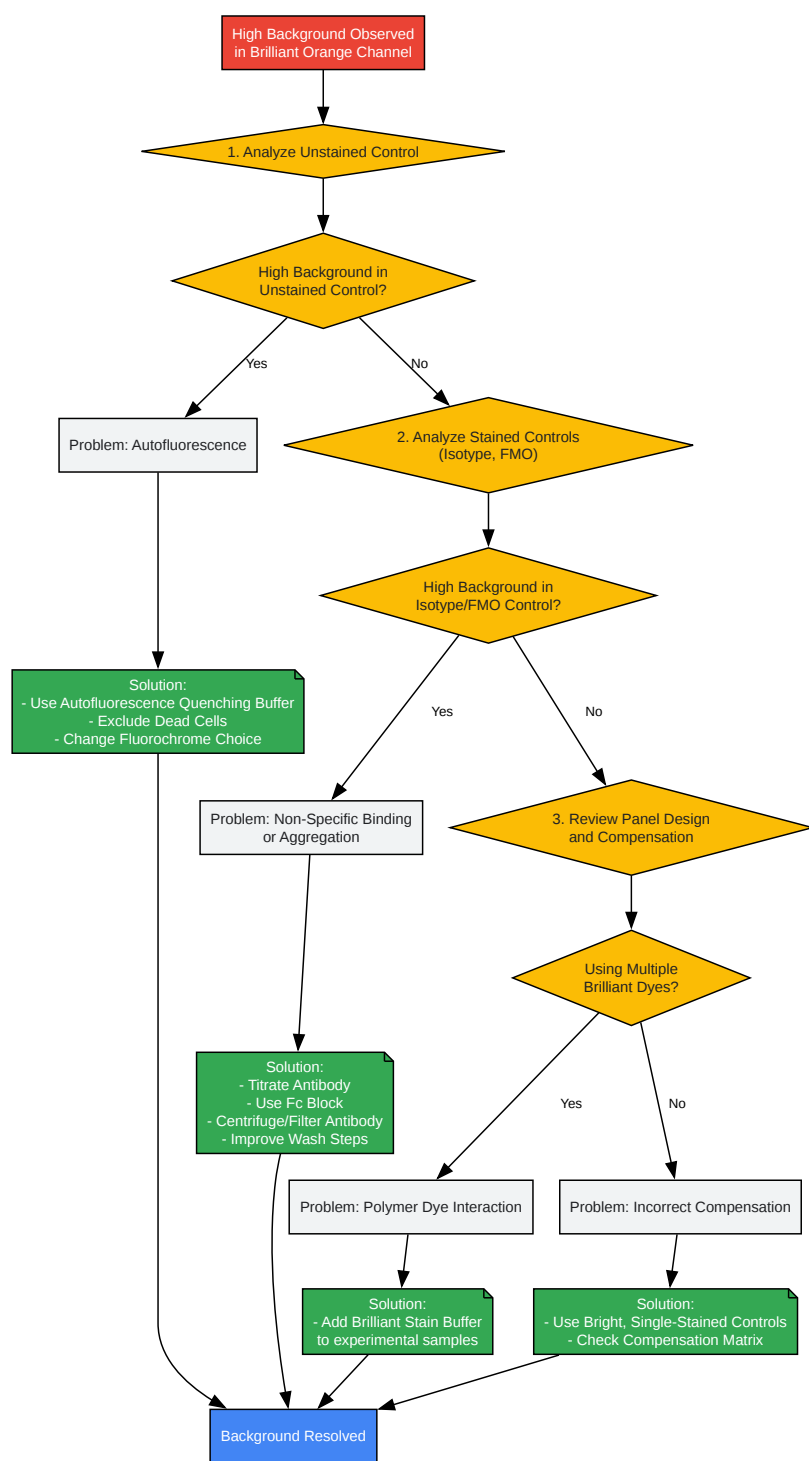 High Background Observed
in Brilliant Orange Channel
1. Analyze Unstained Control
High Background in
Unstained Control?
Yes
No
Problem: Autofluorescence
2. Analyze Stained Controls
(Isotype, FMO)
High Background in
Isotype/FMO Control?
Solution:
- Use Autofluorescence Quenching Buffer
- Exclude Dead Cells
- Change Fluorochrome Choice
Yes
No
Problem: Non-Specific Binding
or Aggregation
3. Review Panel Design
and Compensation
Using Multiple
Brilliant Dyes?
Solution:
- Titrate Antibody
- Use Fc Block
- Centrifuge/Filter Antibody
- Improve Wash Steps
Yes
No
Problem: Polymer Dye Interaction
Problem: Incorrect Compensation
Solution:
- Add Brilliant Stain Buffer
to experimental samples
Solution:
- Use Bright, Single-Stained Controls
- Check Compensation Matrix
Background Resolved